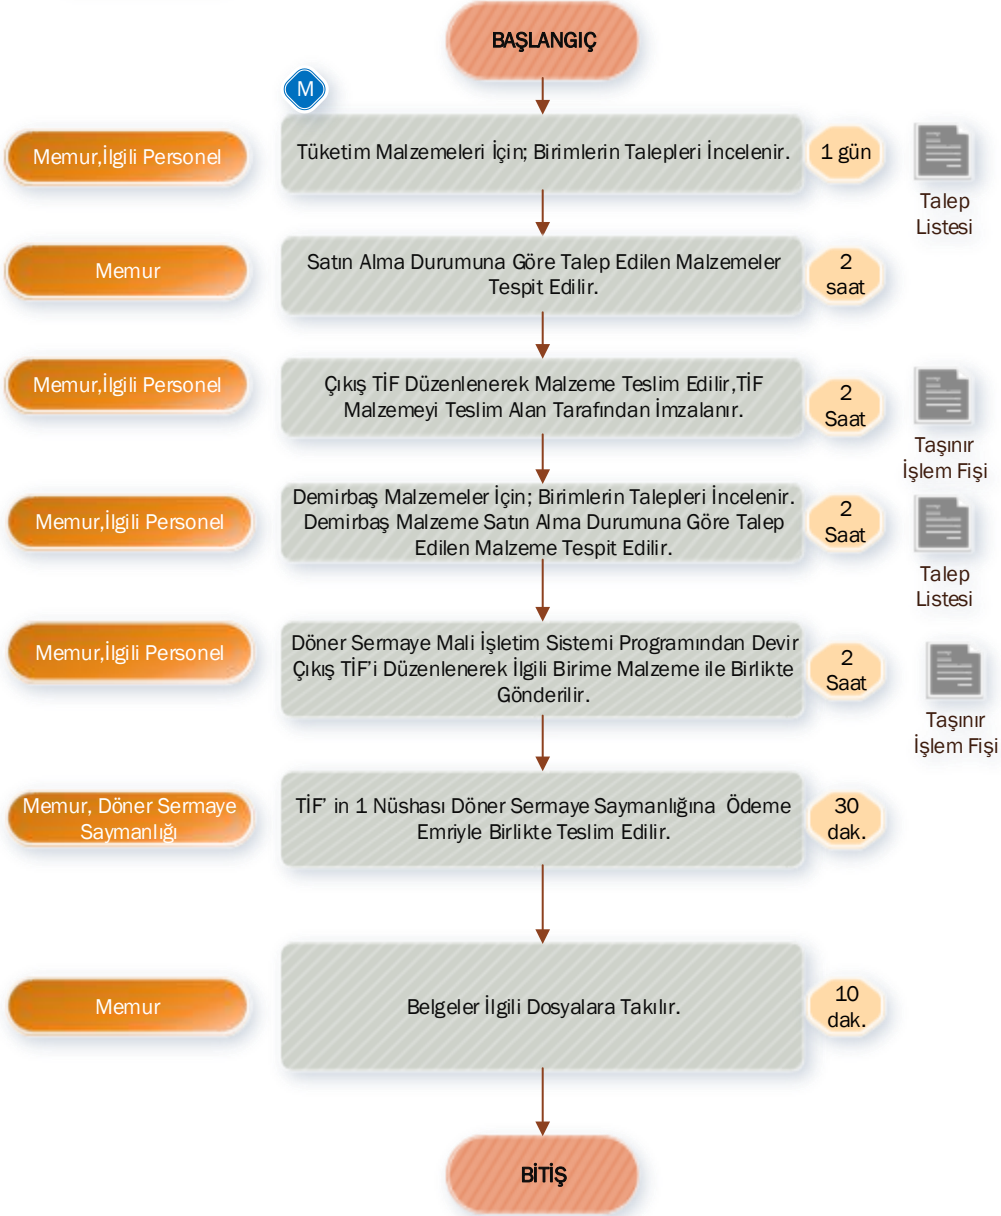 BAŞLANGIÇ
M
Memur,İlgili Personel
Tüketim Malzemeleri İçin; Birimlerin Talepleri İncelenir.
1 gün
Talep
Listesi
Memur
Satın Alma Durumuna Göre Talep Edilen Malzemeler
Tespit Edilir.
2
saat
Memur,İlgili Personel
Çıkış TİF Düzenlenerek Malzeme Teslim Edilir,TİF
Malzemeyi Teslim Alan Tarafından İmzalanır.
2
Saat
Taşınır
İşlem Fişi
Memur,İlgili Personel
Demirbaş Malzemeler İçin; Birimlerin Talepleri İncelenir.
Demirbaş Malzeme Satın Alma Durumuna Göre Talep
Edilen Malzeme Tespit Edilir.
2
Saat
Talep
Listesi
Memur,İlgili Personel
Döner Sermaye Mali İşletim Sistemi Programından Devir
Çıkış TİF'i Düzenlenerek İlgili Birime Malzeme ile Birlikte
Gönderilir.
2
Saat
Taşınır
İşlem Fişi
Memur, Döner Sermaye
Saymanlığı
TİF' in 1 Nüshası Döner Sermaye Saymanlığına Ödeme
Emriyle Birlikte Teslim Edilir.
30
dak.
Memur
Belgeler İlgili Dosyalara Takılır.
10
dak.
BİTİŞ